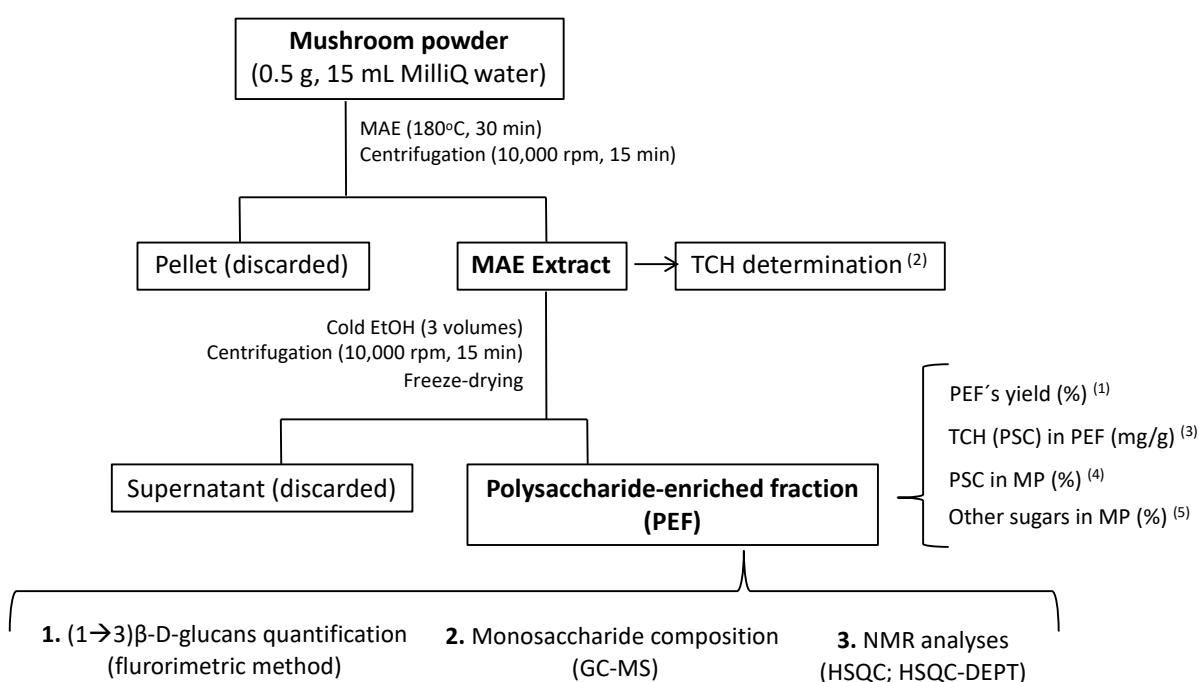 Mushroom powder
(0.5 g, 15 mL MilliQ water)
MAE (180ºC, 30 min)
Centrifugation (10,000 rpm, 15 min)
Pellet (discarded)
MAE Extract
TCH determination (2)
Cold EtOH (3 volumes)
Centrifugation (10,000 rpm, 15 min)
Freeze-drying
PEF´s yield (%) (1)
TCH (PSC) in PEF (mg/g) (3)
PSC in MP (%) (4)
Other sugars in MP (%) (5)
Supernatant (discarded)
Polysaccharide-enriched fraction
(PEF)
1. (1→3)β-D-glucans quantification
(flurorimetric method)
2. Monosaccharide composition
(GC-MS)
3. NMR analyses
(HSQC; HSQC-DEPT)